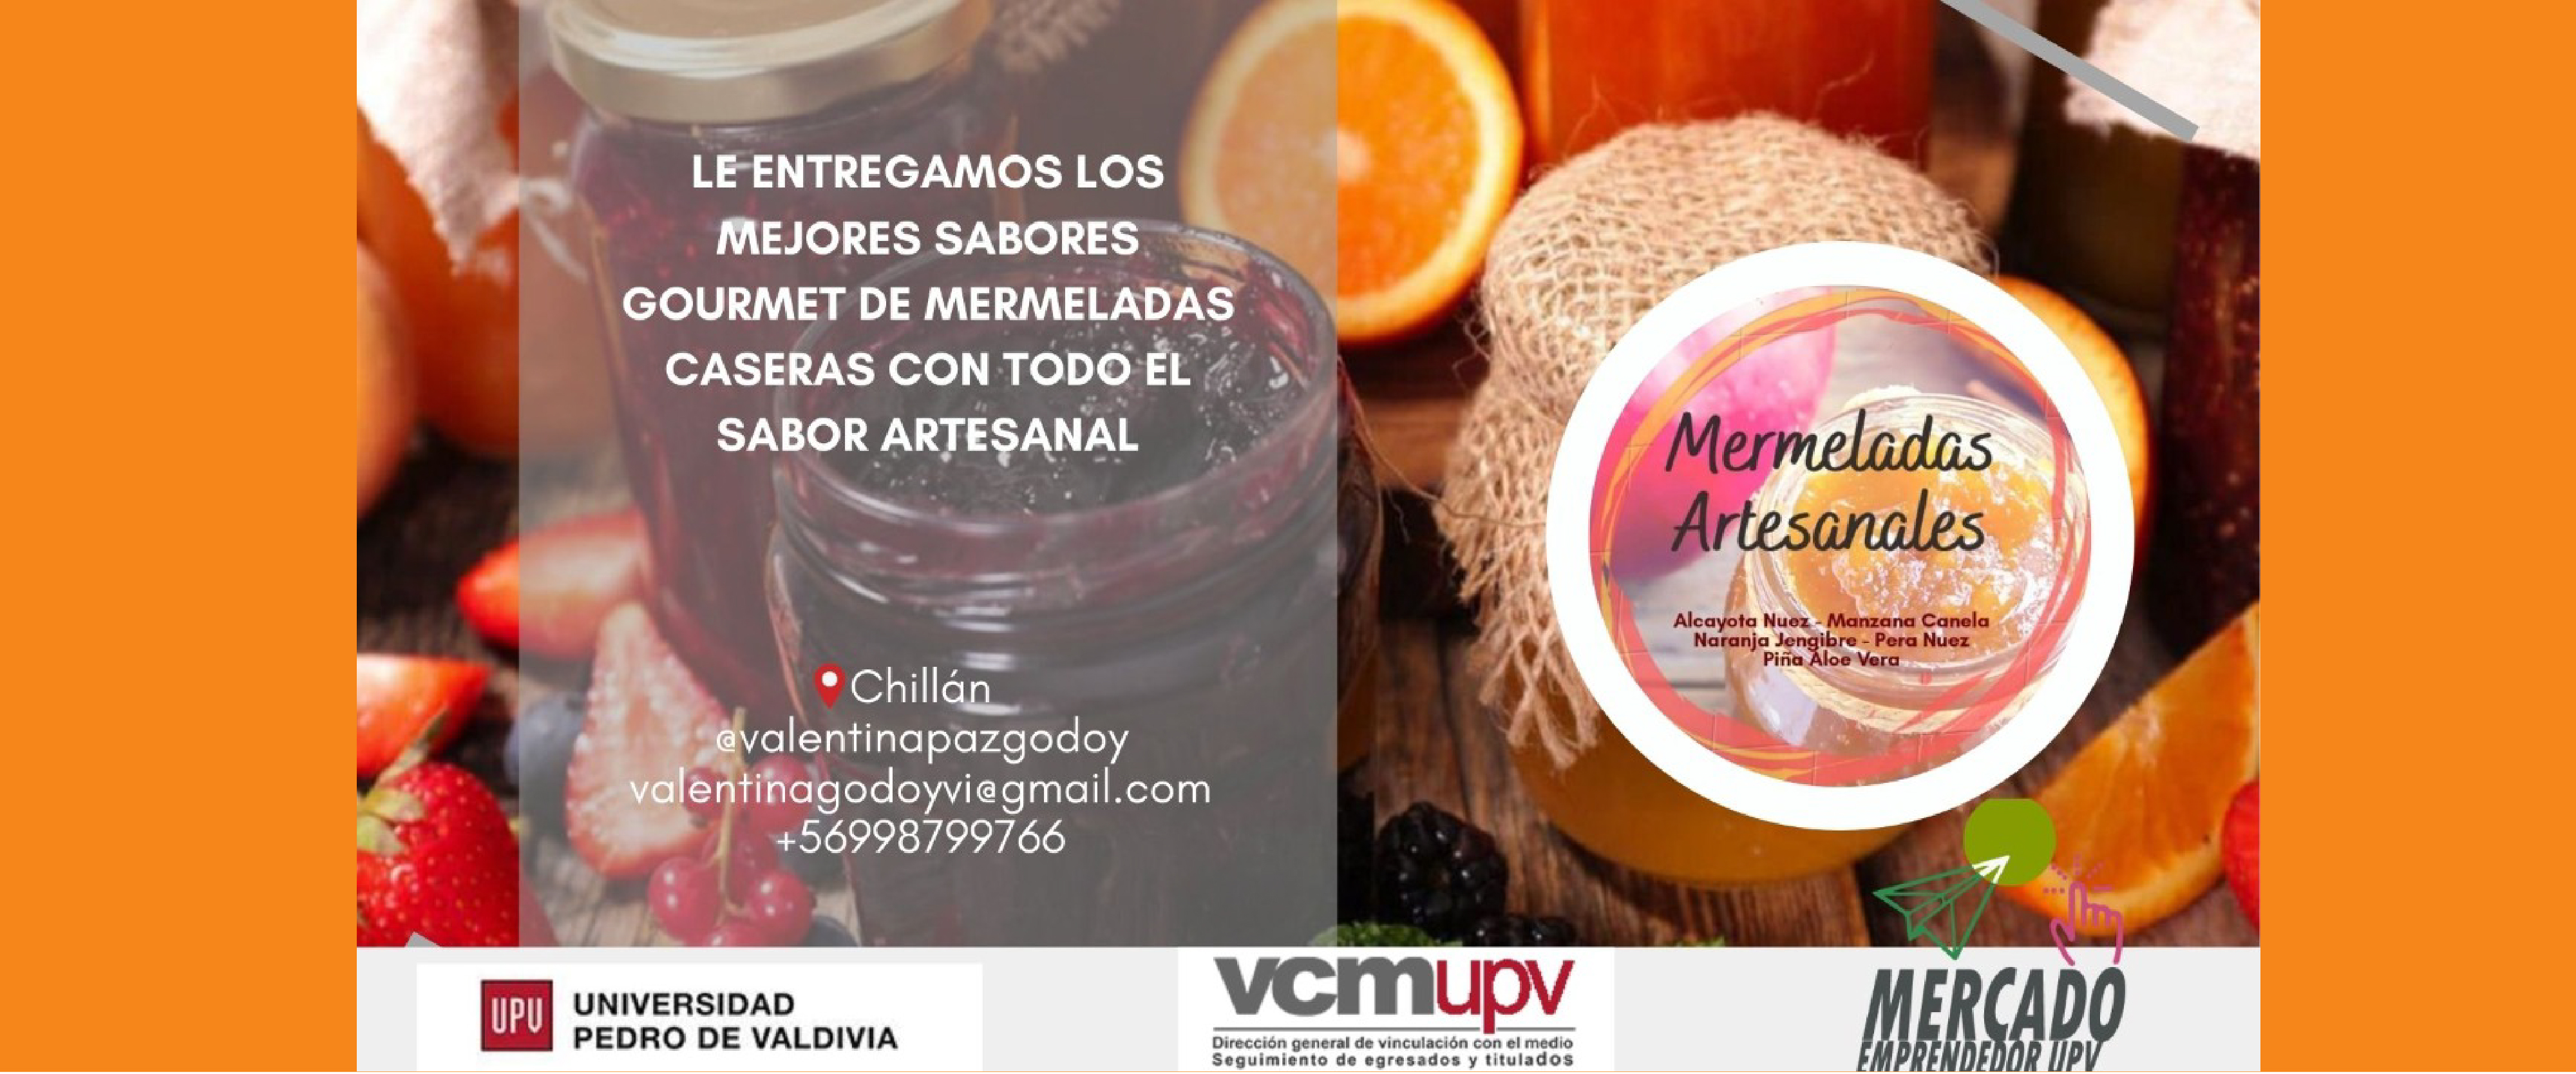 LE ENTREGAMOS LOS
MEJORES SABORES
GOURMET DE MERMELADAS
CASERAS CON TODO EL
SABOR ARTESANAL
Chillán
@valentinapazgodoy
valentinagodoyvi@gmail.com
+56998799766
Mermeladas
Artesanales
Alcayota Nuez - Manzana Canela
Naranja Jengibre - Pera Nuez
Piña Aloe Vera
UPV
UNIVERSIDAD
PEDRO DE VALDIVIA
vcmupv
Dirección general de vinculación con el medio
Seguimiento de egresados y titulados
MERCADO
EMPRENDEDOR UPV